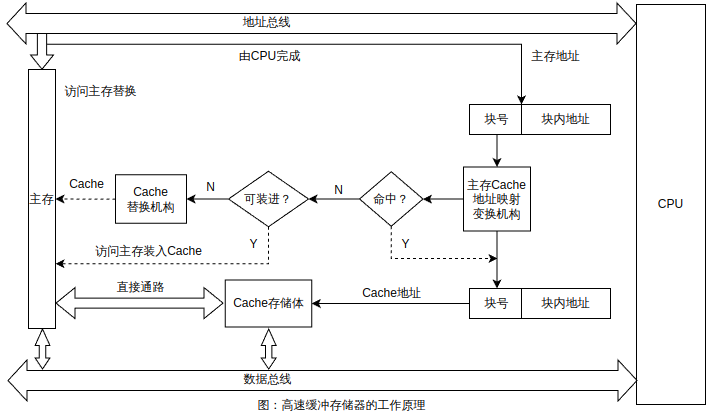 地址总线
由CPU完成
主存地址
访问主存替换
块号
块内地址
CPU
主存
Cache
Cache
替换机构
N
可装进？
N
命中？
主存Cache
地址映射
变换机构
Y
Y
访问主存装入Cache
直接通路
Cache存储体
Cache地址
块号
块内地址
数据总线
图：高速缓冲存储器的工作原理